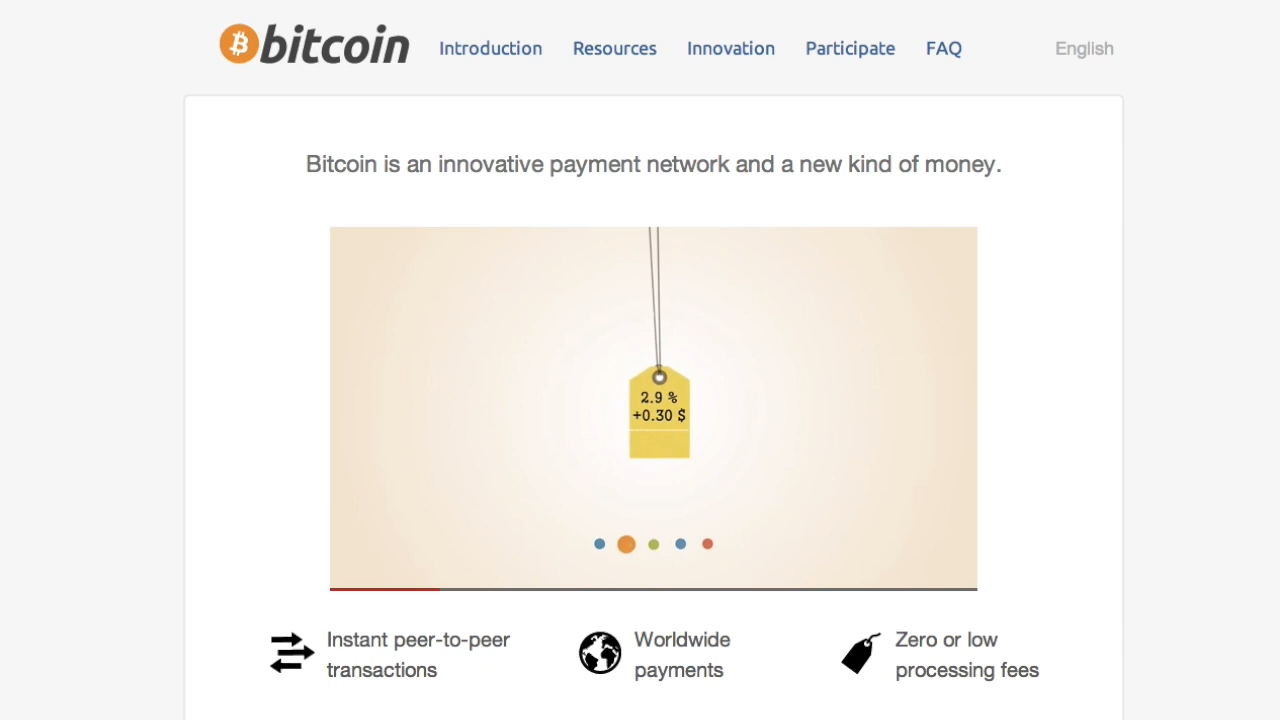 bitcoin Introduction Resources Innovation Participate FAQ English
Bitcoin is an innovative payment network and a new kind of money.
2.9 %
+0.30 $
Instant peer-to-peer
transactions
Worldwide
payments
Zero or low
processing fees